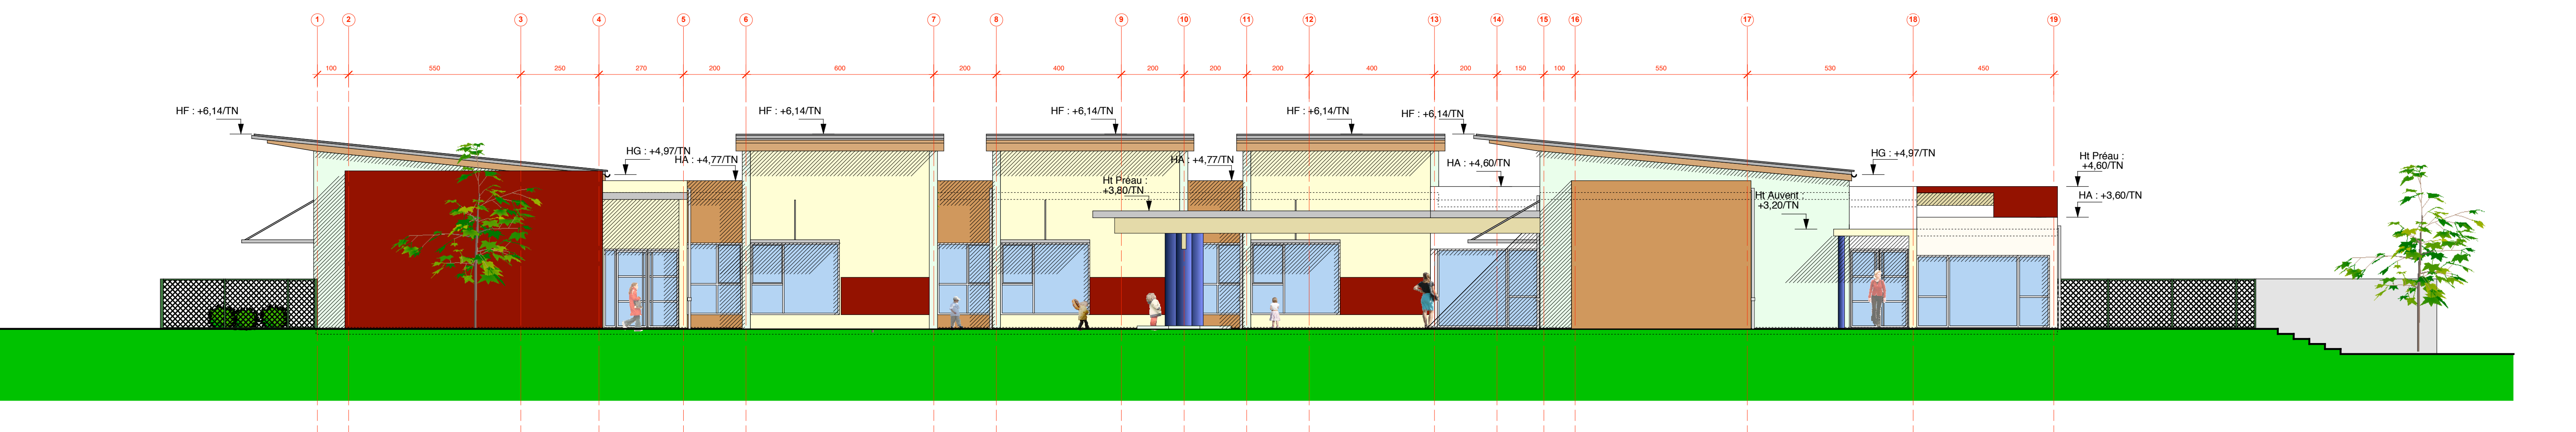 1 2 3 4 5 6 7 8 9 10 11 12 13 14 15 16 17 18 19
100 550 250 270 200 600 200 400 200 200 200 400 200 150 100 550 530 450
HF : +6,14/TN
HF : +6,14/TN
HF : +6,14/TN
HF : +6,14/TN
HF : +6,14/TN
HG : +4,97/TN
HA : +4,77/TN
HA : +4,77/TN
HA : +4,60/TN
HG : +4,97/TN
Ht Préau :
+4,60/TN
Ht Préau :
+3,80/TN
Ht Auvent :
+3,20/TN
HA : +3,60/TN